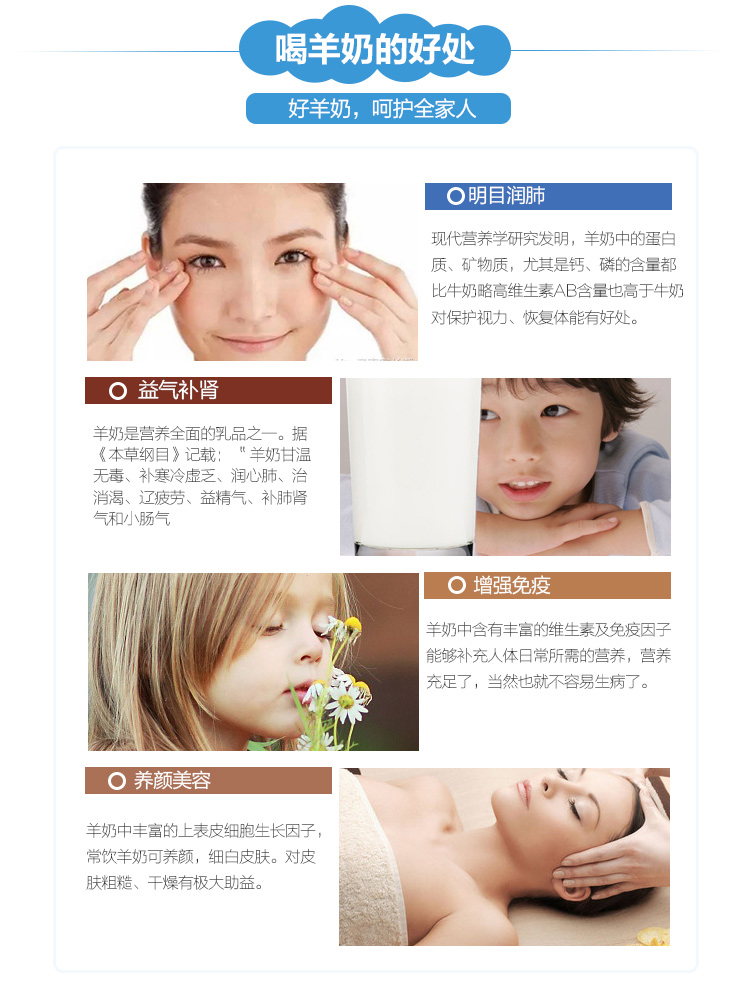 喝羊奶的好处
好羊奶，呵护全家人
明目润肺
现代营养学研究发明，羊奶中的蛋白
质、矿物质，尤其是钙、磷的含量都
比牛奶略高维生素AB含量也高于牛奶
对保护视力、恢复体能有好处。
益气补肾
羊奶是营养全面的乳品之一。据
《本草纲目》记载：〝羊奶甘温
无毒、补寒冷虚乏、润心肺、治
消渴、疗疲劳、益精气、补肺肾
气和小肠气
增强免疫
羊奶中含有丰富的维生素及免疫因子
能够补充人体日常所需的营养，营养
充足了，当然也就不容易生病了。
养颜美容
羊奶中丰富的上表皮细胞生长因子，
常饮羊奶可养颜，细白皮肤。对皮
肤粗糙、干燥有极大助益。